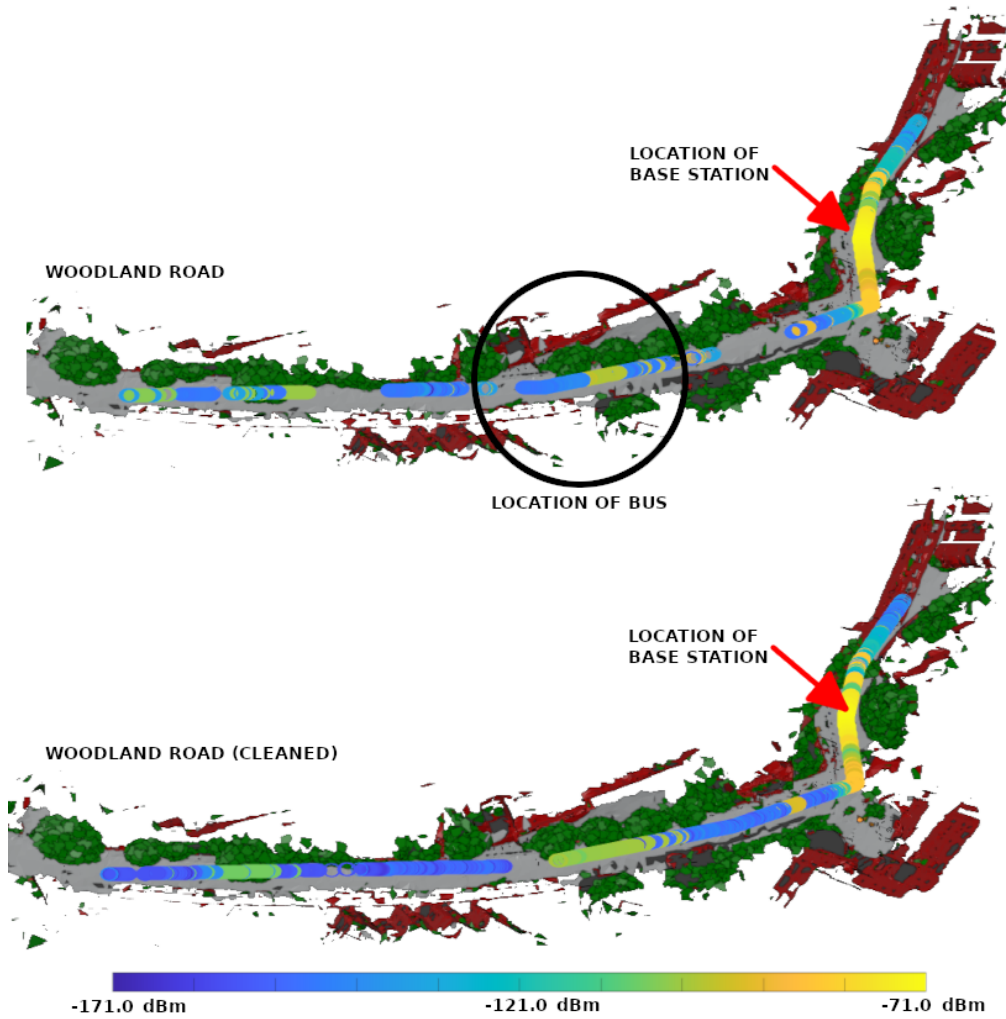 LOCATION OF
BASE STATION
WOODLAND ROAD
LOCATION OF BUS
LOCATION OF
BASE STATION
WOODLAND ROAD (CLEANED)
-171.0 dBm
-121.0 dBm
-71.0 dBm